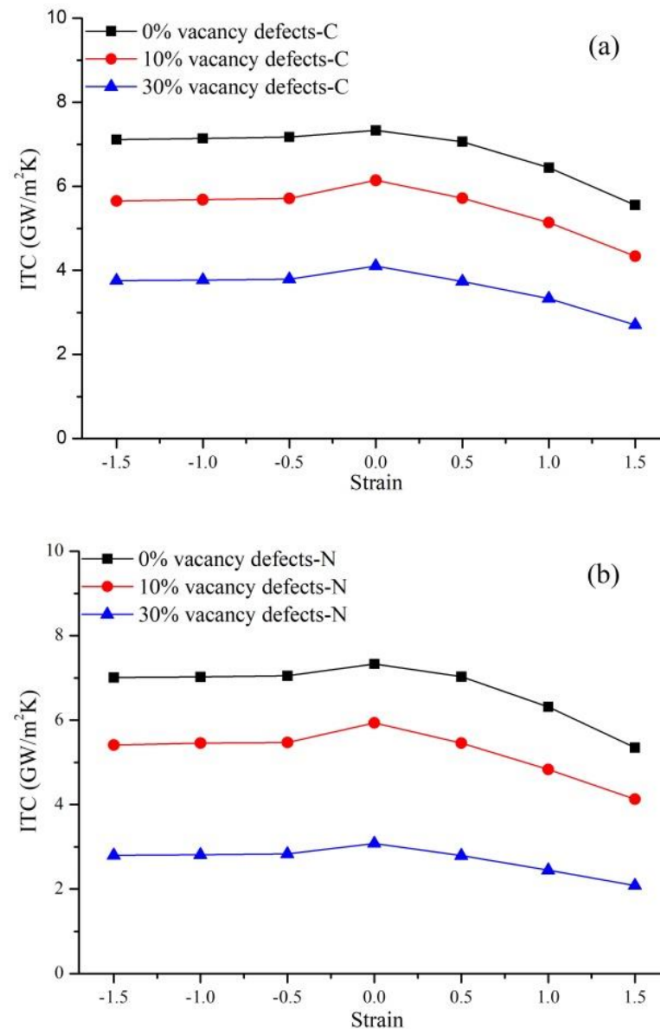 10
0% vacancy defects-C
(a)
10% vacancy defects-C
30% vacancy defects-C
8
6
4
2
0
ITC (GW/m²K)
-1.5 -1.0 -0.5 0.0 0.5 1.0 1.5
Strain
10
0% vacancy defects-N
(b)
10% vacancy defects-N
30% vacancy defects-N
8
6
4
2
0
ITC (GW/m²K)
-1.5 -1.0 -0.5 0.0 0.5 1.0 1.5
Strain